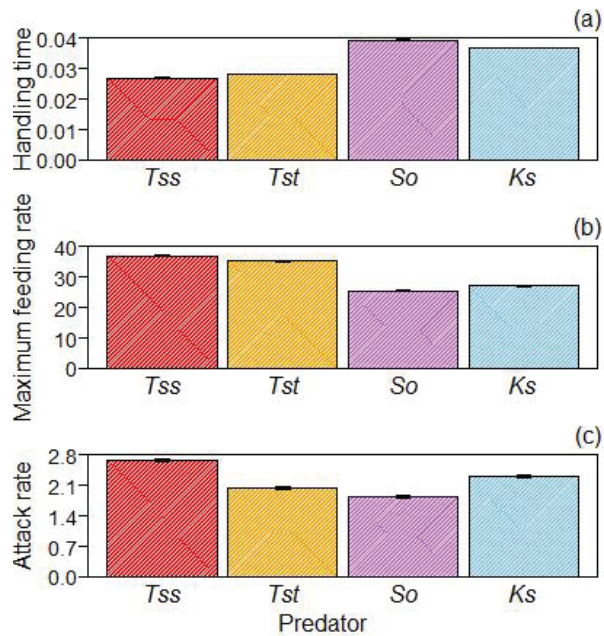 (a)
Handling time
0.04
0.03
0.02
0.01
0.00
Tss Tst So Ks
(b)
Maximum feeding rate
40
30
20
10
0
Tss Tst So Ks
(c)
Attack rate
2.8
2.1
1.4
0.7
0.0
Tss Tst So Ks
Predator